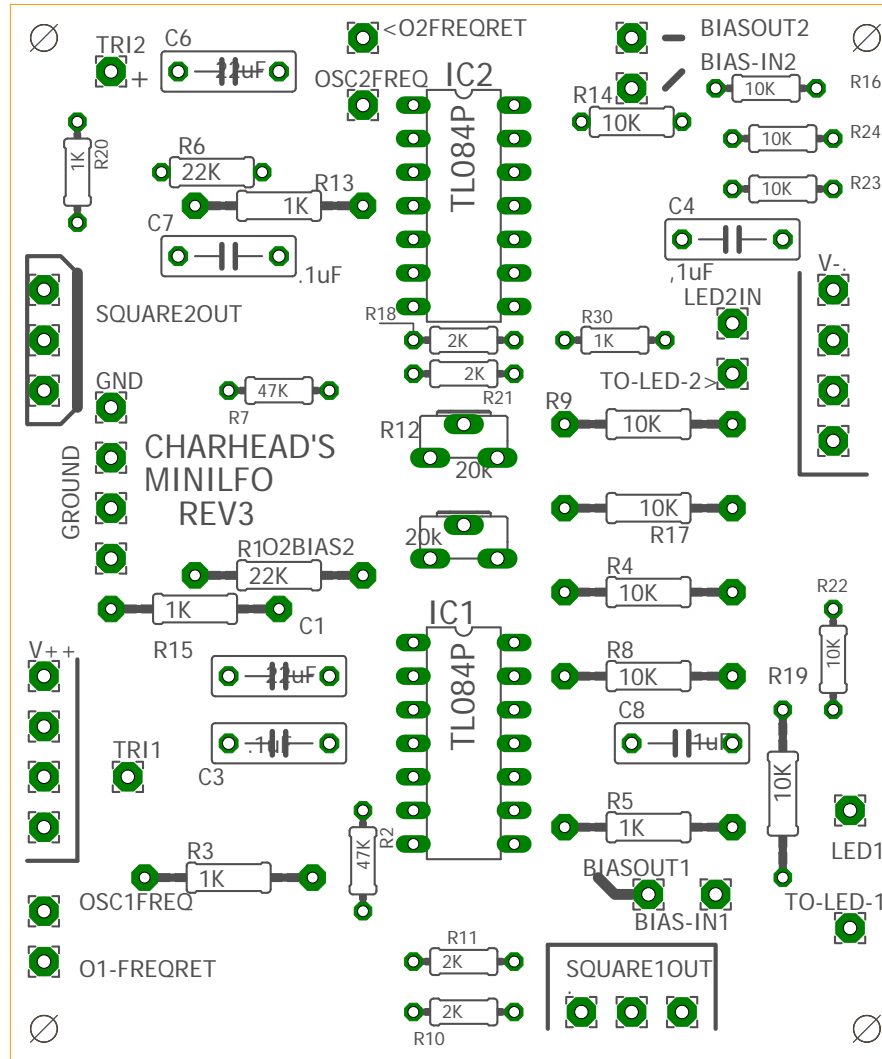 TRI2
+
C6
22uF
<O2FREQRET
OSC2FREQ
IC2
TL084P
BIASOUT2
BIAS-IN2
R14
10K
10K
R16
10K
R24
10K
R23
1K
R20
R6
22K
R13
1K
C7
.1uF
C4
,1uF
V-.
LED2IN
SQUARE2OUT
R18
2K
2K
R21
R30
1K
TO-LED-2>
GND
47K
R7
R9
10K
R12
20k
GROUND
CHARHEAD'S
MINILFO
REV3
20k
10K
R17
R1
O2BIAS2
22K
1K
R15
C1
22uF
R4
10K
R22
10K
IC1
TL084P
V++
R8
10K
R19
10K
C8
.1uF
.1uF
C3
TRI1
R5
1K
R2
47K
R3
1K
LED1
BIASOUT1
BIAS-IN1
TO-LED-1
OSC1FREQ
O1-FREQRET
R11
2K
2K
R10
SQUARE1OUT
.